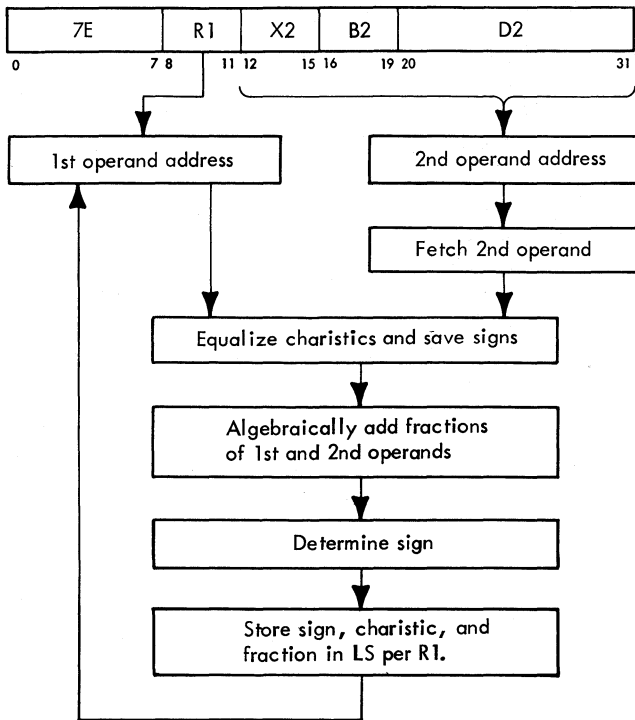 7E R1 X2 B2 D2
0 7 8 11 12 15 16 19 20 31
1st operand address
2nd operand address
Fetch 2nd operand
Equalize charistics and save signs
Algebraically add fractions
of 1st and 2nd operands
Determine sign
Store sign, charistic, and
fraction in LS per R1.